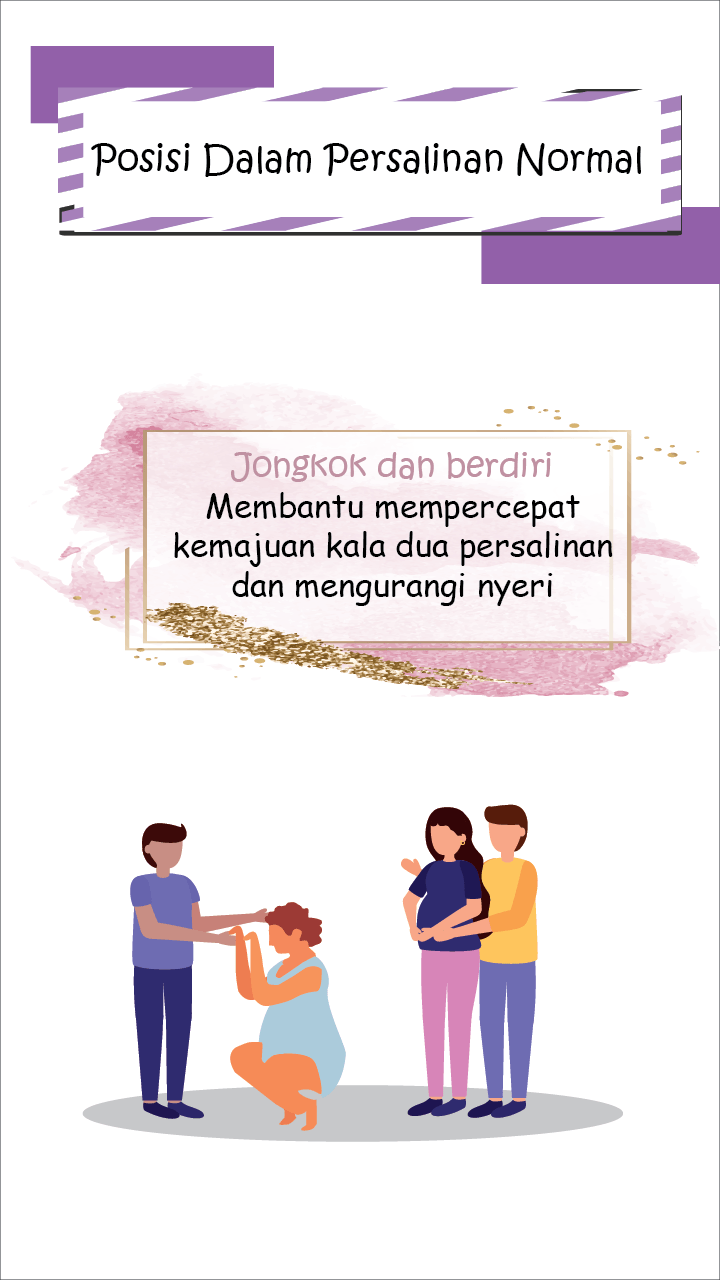 Posisi Dalam Persalinan Normal
Jongkok dan berdiri
Membantu mempercepat
kemajuan kala dua persalinan
dan mengurangi nyeri